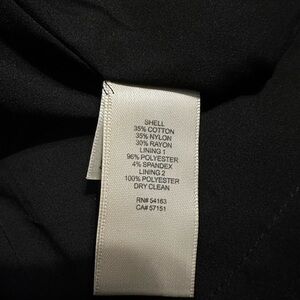 SHELL
35% COTTON
35% NYLON
30% RAYON
LINING 1
96% POLYESTER
4% SPANDEX
LINING 2
100% POLYESTER
DRY CLEAN
RN# 54163
CA# 57151